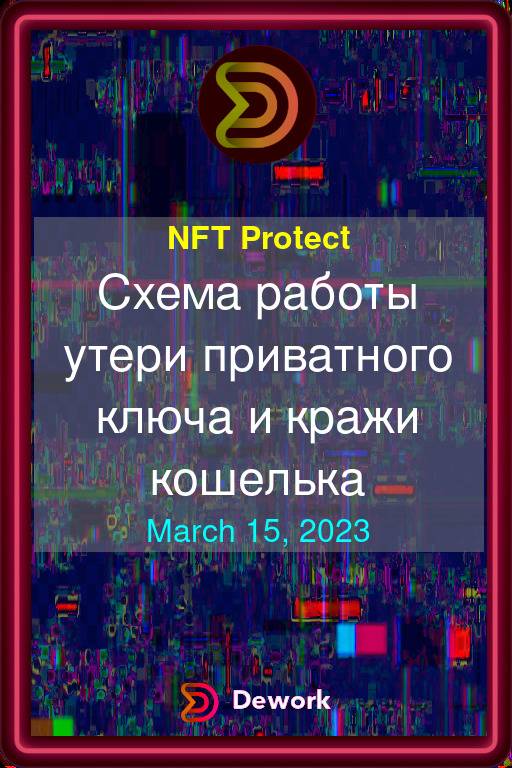 NFT Protect
Схема работы
утери приватного
ключа и кражи
кошелька
March 15, 2023
Dework